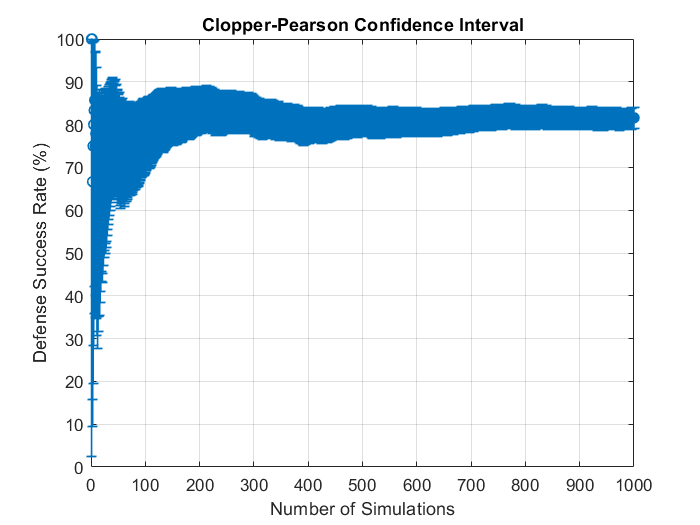 Clopper-Pearson Confidence Interval
100
90
80
70
60
50
40
30
20
10
0
Defense Success Rate (%)
0 100 200 300 400 500 600 700 800 900 1000
Number of Simulations